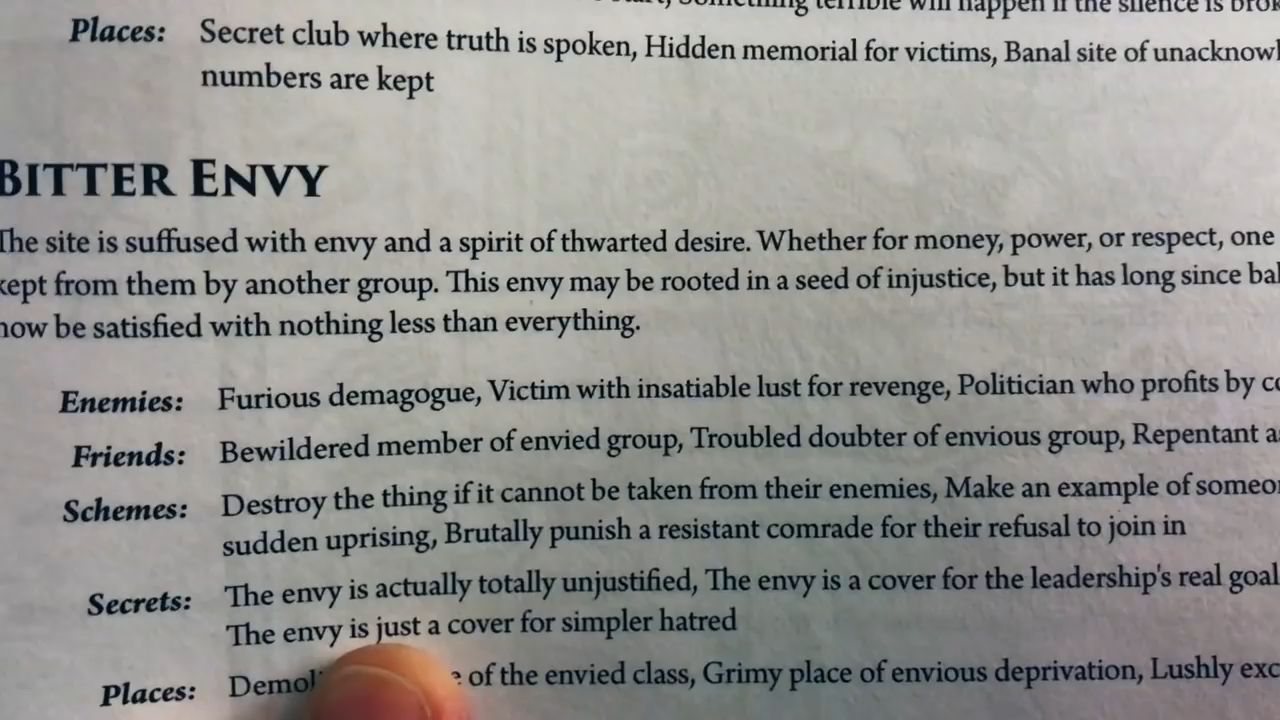 something terrible will happen if the silence is
Places: Secret club where truth is spoken, Hidden memorial for victims, Banal site of
numbers are kept
BITTER ENVY
The site is suffused with envy and a spirit of thwarted desire. Whether for money, power, or respect, one
kept from them by another group. This envy may be rooted in a seed of injustice, but it has long since
now be satisfied with nothing less than everything.
Enemies: Furious demagogue, Victim with insatiable lust for revenge, Politician who profits by
Friends: Bewildered member of envied group, Troubled doubter of envious group, Repentant
Schemes: Destroy the thing if it cannot be taken from their enemies, Make an example of
sudden uprising, Brutally punish a resistant comrade for their refusal to join in
Secrets: The envy is actually totally unjustified, The envy is a cover for the leadership's real
The envy is just a cover for simpler hatred
Places: of the envied class, Grimy place of envious deprivation, Lushly